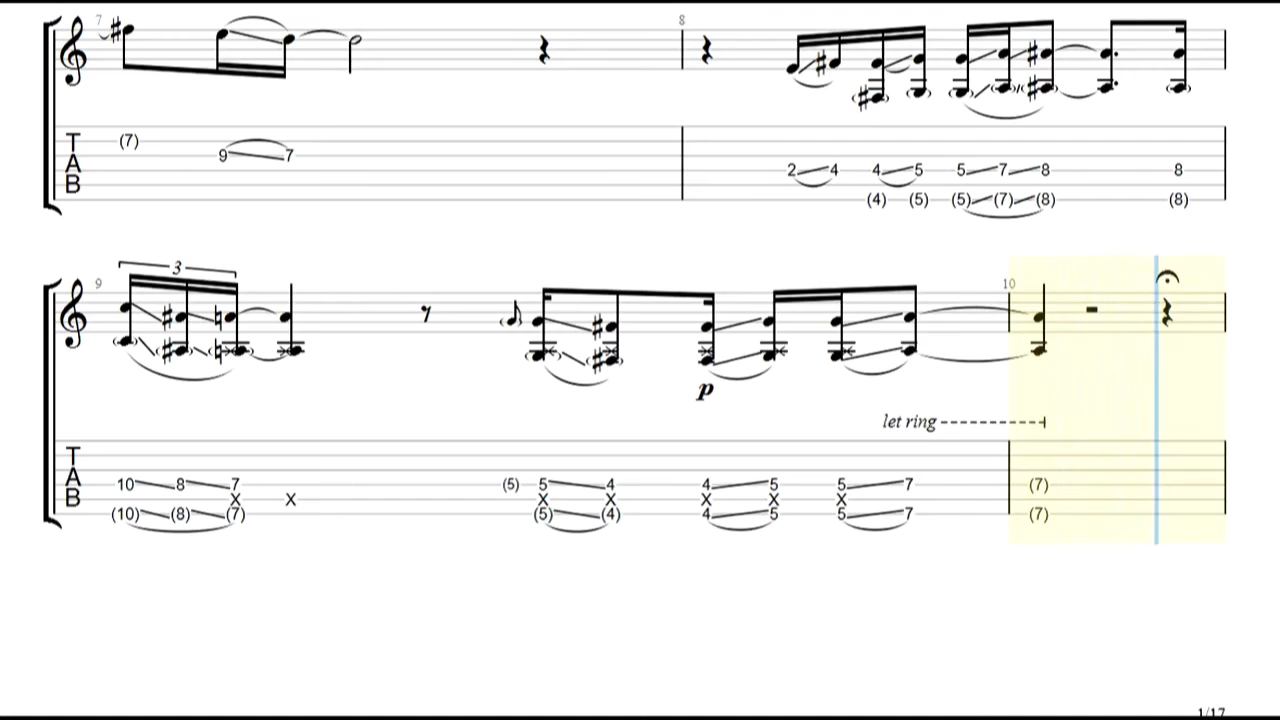 7 8
T (7) 9 7 2 4 4 5 5 7 8 8
A
B (4) (5) (5) (7) (8) (8)
9 3 10
p
let ring
T
A 10 8 7 (5) 5 4 4 5 5 7 (7)
B X X X X X X X
(10) (8) (7) (5) (4) 4 5 5 7 (7)